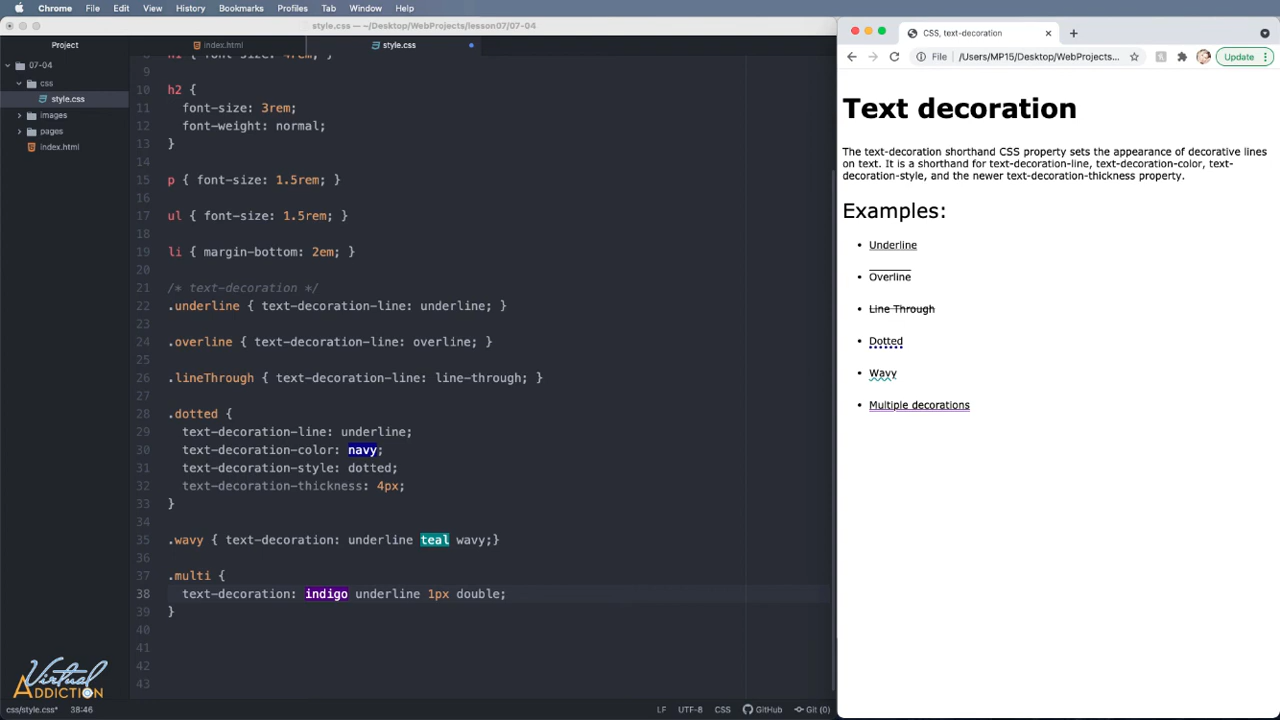 Chrome File Edit View History Bookmarks Profiles Tab Window Help
style.css — ~/Desktop/WebProjects/lesson07/07-04
Project
index.html
style.css
07-04
css
style.css
images
pages
index.html
9
10 h2 {
11 font-size: 3rem;
12 font-weight: normal;
13 }
14
15 p { font-size: 1.5rem; }
16
17 ul { font-size: 1.5rem; }
18
19 li { margin-bottom: 2em; }
20
21 /* text-decoration */
22 .underline { text-decoration-line: underline; }
23
24 .overline { text-decoration-line: overline; }
25
26 .lineThrough { text-decoration-line: line-through; }
27
28 .dotted {
29 text-decoration-line: underline;
30 text-decoration-color: navy;
31 text-decoration-style: dotted;
32 text-decoration-thickness: 4px;
33 }
34
35 .wavy { text-decoration: underline teal wavy;}
36
37 .multi {
38 text-decoration: indigo underline 1px double;
39 }
40
41
42
43
Virtual
ADDICTION
css/style.css* 38:46 LF UTF-8 CSS GitHub Git (0)
CSS, text-decoration
File /Users/MP15/Desktop/WebProjects... Update
Text decoration
The text-decoration shorthand CSS property sets the appearance of decorative lines
on text. It is a shorthand for text-decoration-line, text-decoration-color, text-
decoration-style, and the newer text-decoration-thickness property.
Examples:
• Underline
• Overline
• Line Through
• Dotted
• Wavy
• Multiple decorations